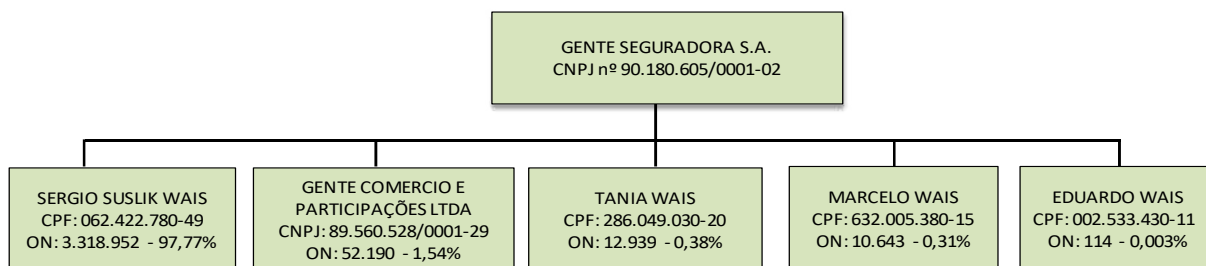 GENTE SEGURADORA S.A.
CNPJ nº 90.180.605/0001-02
SERGIO SUSLIK WAIS
CPF: 062.422.780-49
ON: 3.318.952 - 97,77%
GENTE COMERCIO E
PARTICIPAÇÕES LTDA
CNPJ: 89.560.528/0001-29
ON: 52.190 - 1,54%
TANIA WAIS
CPF: 286.049.030-20
ON: 12.939 - 0,38%
MARCELO WAIS
CPF: 632.005.380-15
ON: 10.643 - 0,31%
EDUARDO WAIS
CPF: 002.533.430-11
ON: 114 - 0,003%